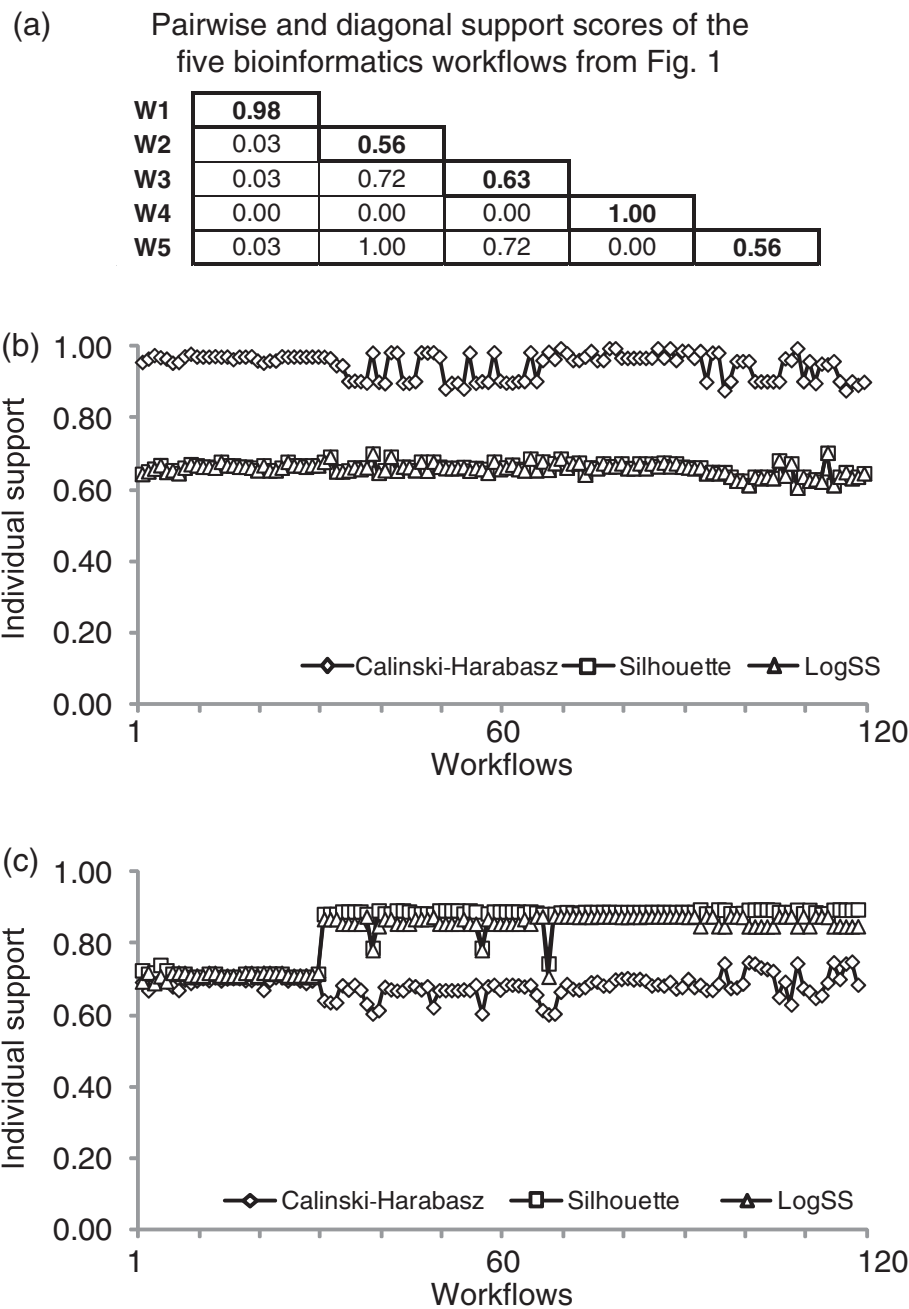 (a) Pairwise and diagonal support scores of the
five bioinformatics workflows from Fig. 1
W1 0.98
W2 0.03 0.56
W3 0.03 0.72 0.63
W4 0.00 0.00 0.00 1.00
W5 0.03 1.00 0.72 0.00 0.56
(b)
Individual support
1.00
0.80
0.60
0.40
0.20
0.00
Calinski-Harabasz Silhouette LogSS
1 60 120
Workflows
(c)
Individual support
1.00
0.80
0.60
0.40
0.20
0.00
Calinski-Harabasz Silhouette LogSS
1 60 120
Workflows